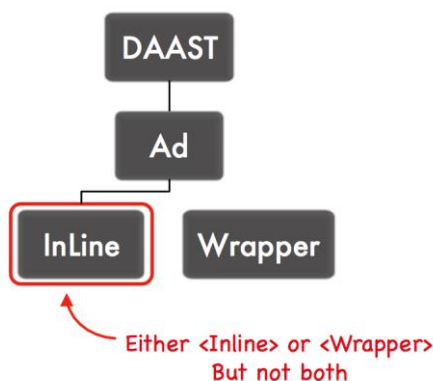 DAAST
Ad
InLine
Wrapper
Either <Inline> or <Wrapper>
But not both